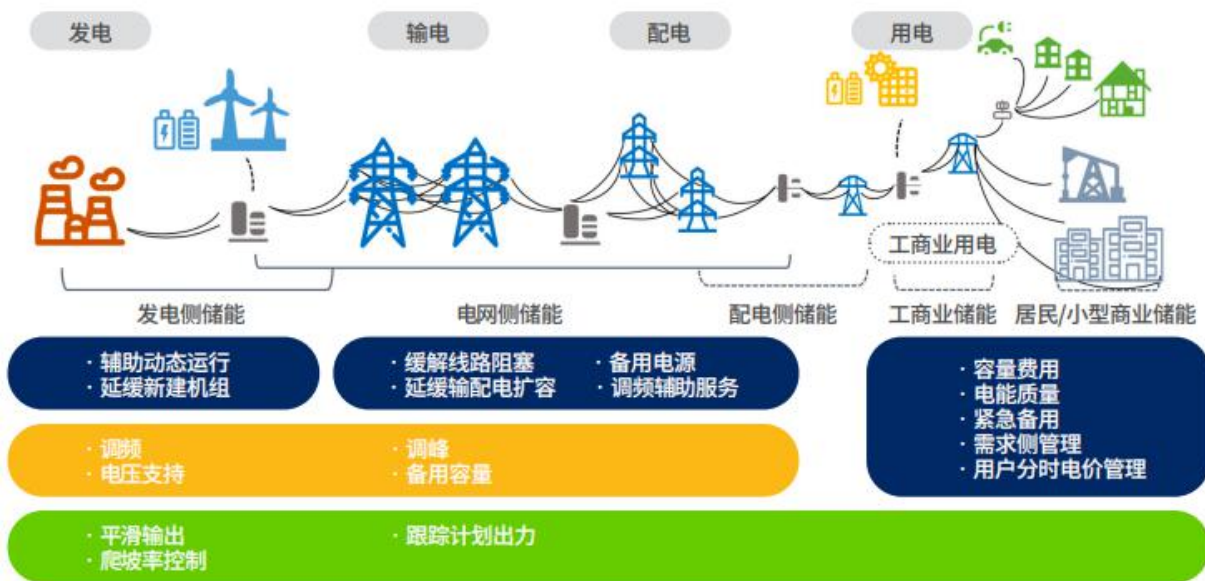 发电
输电
配电
用电
工商业用电
发电侧储能
电网侧储能
配电侧储能
工商业储能
居民/小型商业储能
· 辅助动态运行
· 延缓新建机组
· 缓解线路阻塞
· 延缓输配电扩容
· 备用电源
· 调频辅助服务
· 容量费用
· 电能质量
· 紧急备用
· 需求侧管理
· 用户分时电价管理
· 调频
· 电压支持
· 调峰
· 备用容量
· 平滑输出
· 爬坡率控制
· 跟踪计划出力